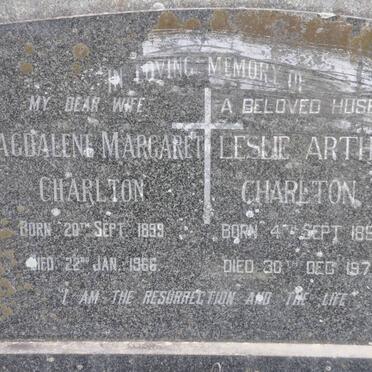 IN LOVING MEMORY OF
MY DEAR WIFE
MAGDALENE MARGARET
CHARLTON
BORN 20TH SEPT. 1899
DIED 22ND JAN. 1966
A BELOVED HUSB
LESLIE ARTH
CHARLTON
BORN 4TH SEPT 189
DIED 30TH DEC 197
I AM THE RESURRECTION AND THE LIFE